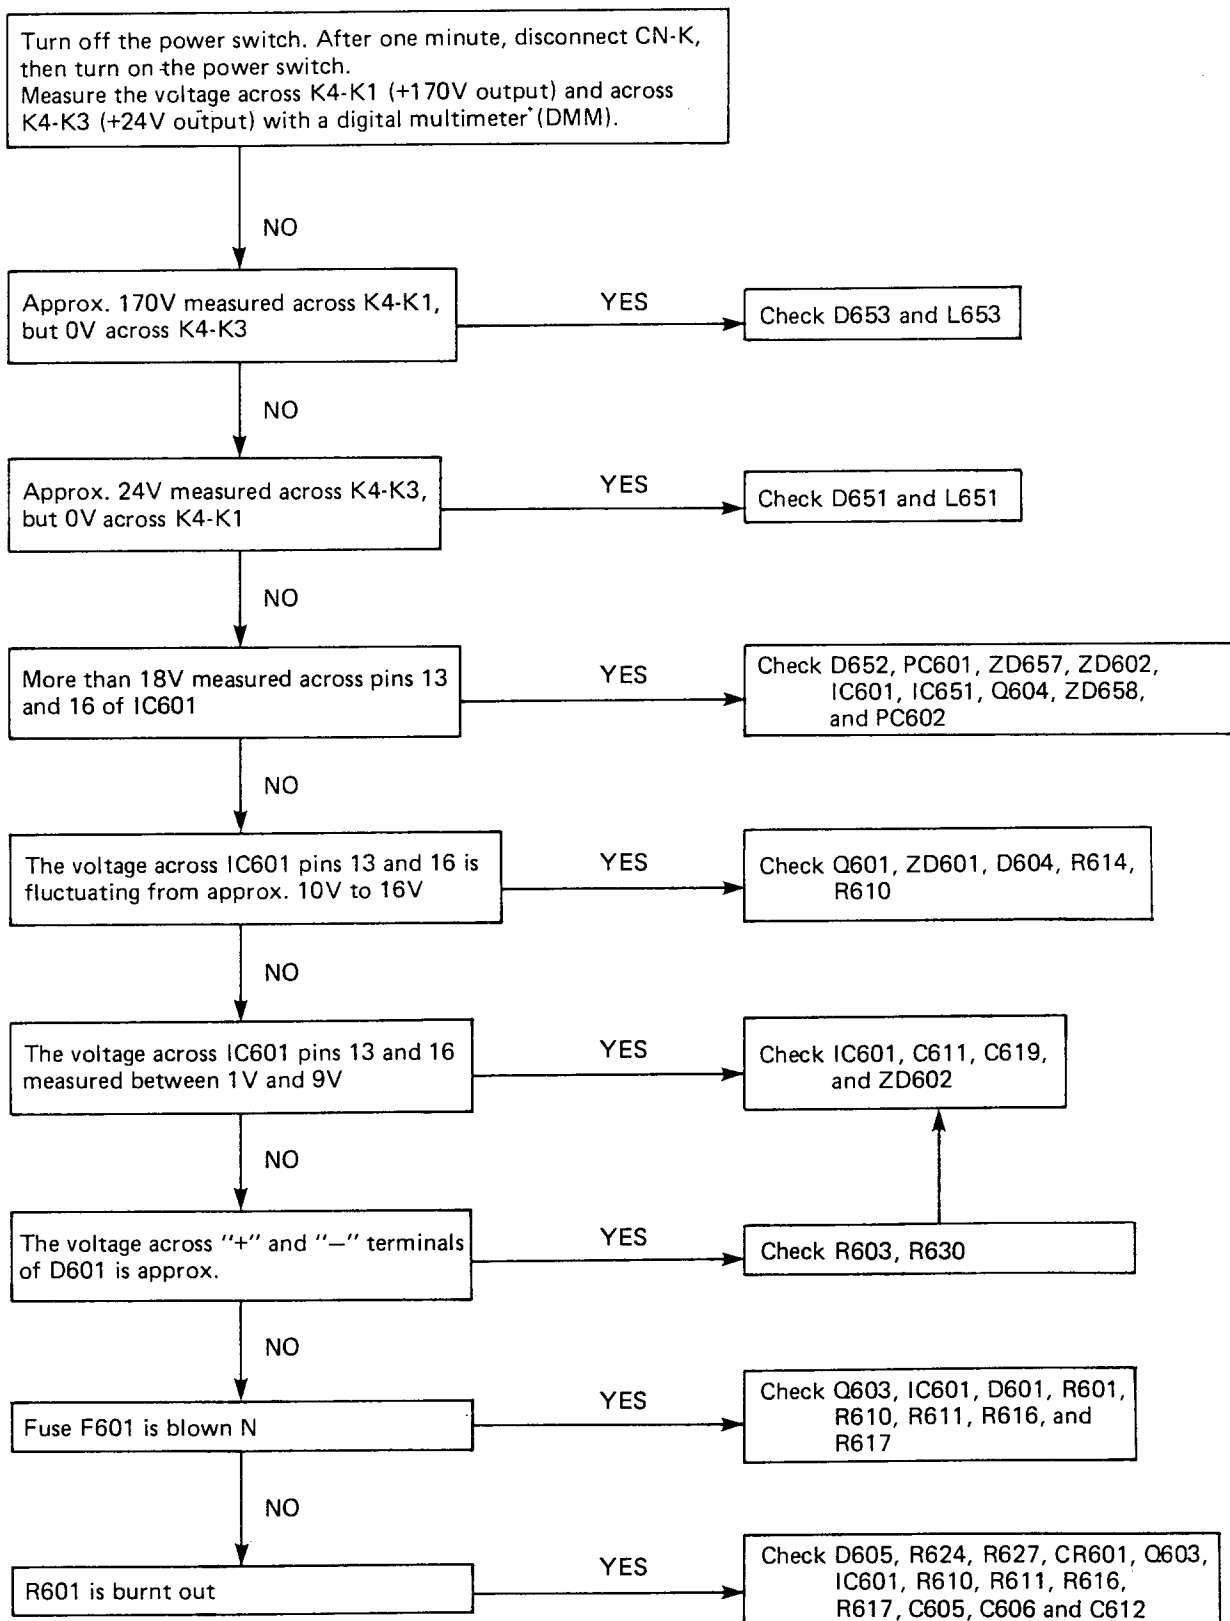 Turn off the power switch. After one minute, disconnect CN-K,
then turn on the power switch.
Measure the voltage across K4-K1 (+170V output) and across
K4-K3 (+24V output) with a digital multimeter (DMM).
NO
Approx. 170V measured across K4-K1,
but 0V across K4-K3
YES
Check D653 and L653
NO
Approx. 24V measured across K4-K3,
but 0V across K4-K1
YES
Check D651 and L651
NO
More than 18V measured across pins 13
and 16 of IC601
YES
Check D652, PC601, ZD657, ZD602,
IC601, IC651, Q604, ZD658,
and PC602
NO
The voltage across IC601 pins 13 and 16 is
fluctuating from approx. 10V to 16V
YES
Check Q601, ZD601, D604, R614,
R610
NO
The voltage across IC601 pins 13 and 16
measured between 1V and 9V
YES
Check IC601, C611, C619,
and ZD602
NO
The voltage across "+" and "−" terminals
of D601 is approx.
YES
Check R603, R630
NO
Fuse F601 is blown N
YES
Check Q603, IC601, D601, R601,
R610, R611, R616, and
R617
NO
R601 is burnt out
YES
Check D605, R624, R627, CR601, Q603,
IC601, R610, R611, R616,
R617, C605, C606 and C612